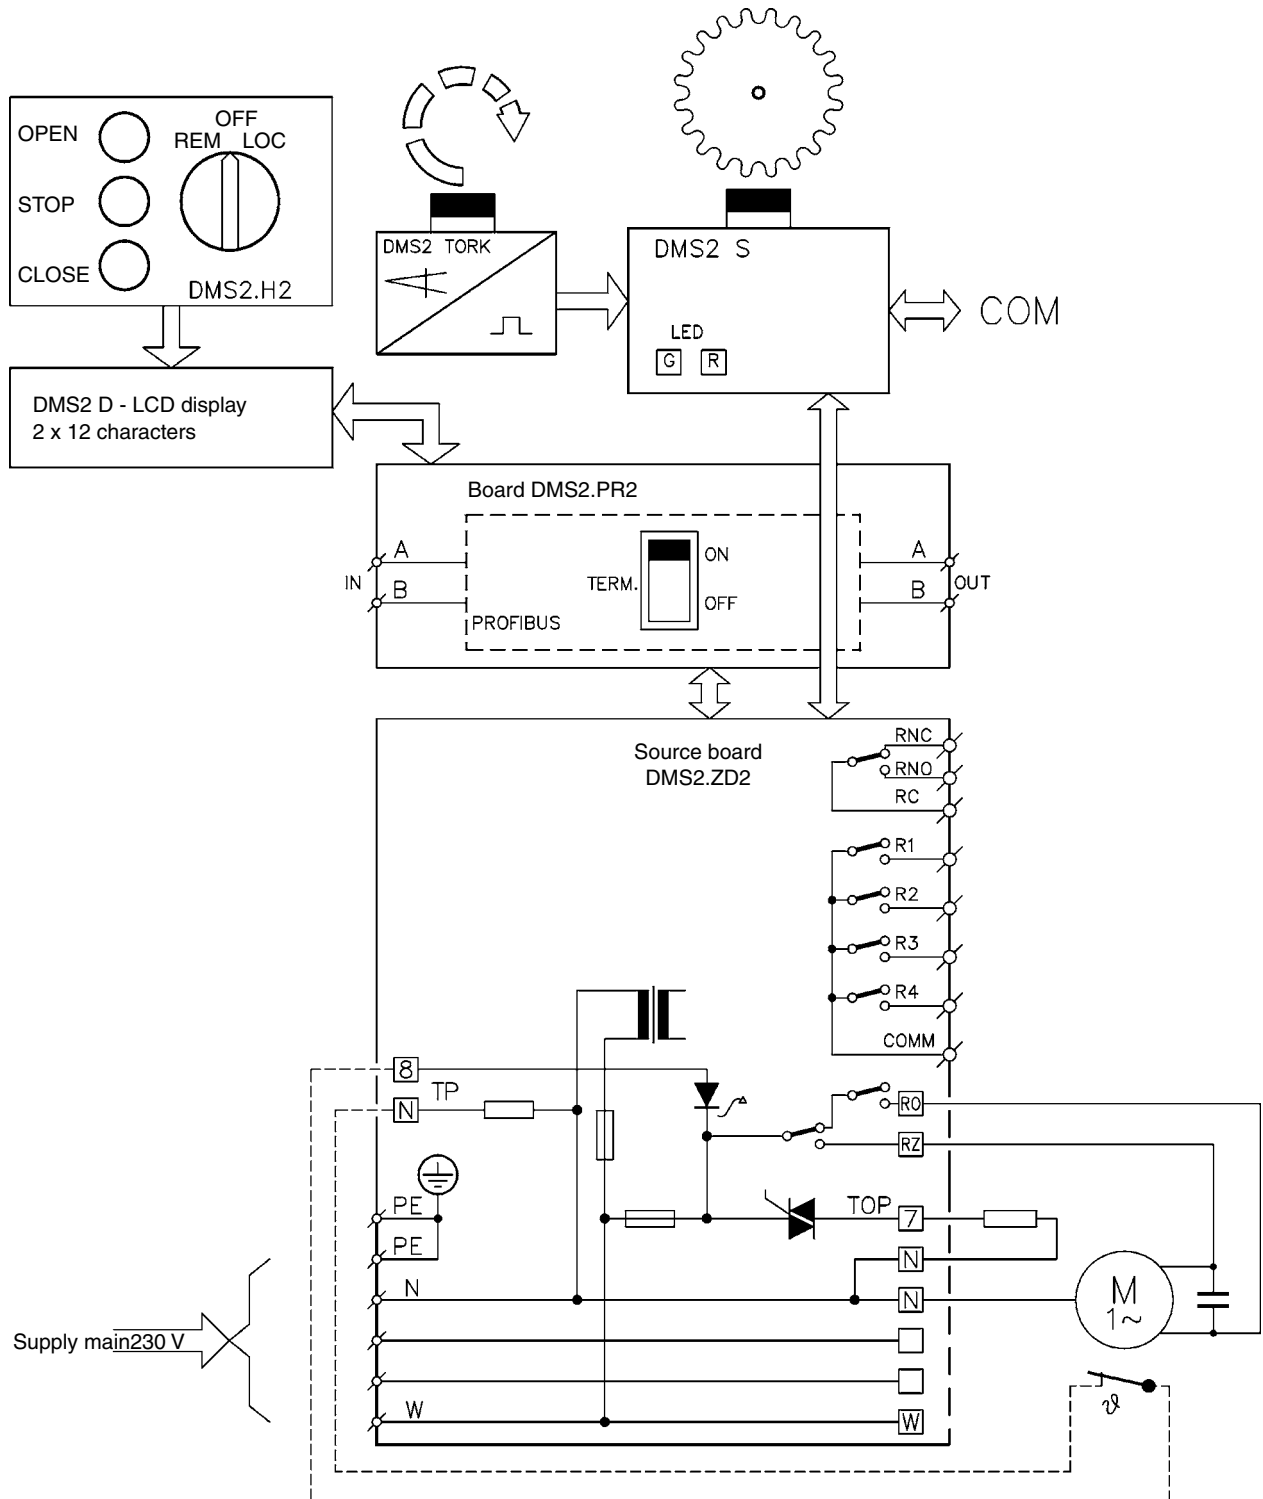 OPEN
STOP
CLOSE
OFF
REM LOC
DMS2.H2
DMS2 TORK
DMS2 S
LED
G R
COM
DMS2 D - LCD display
2 x 12 characters
Board DMS2.PR2
IN
A
B
PROFIBUS
TERM.
ON
OFF
A
B
OUT
Source board
DMS2.ZD2
RNC
RNO
RC
R1
R2
R3
R4
COMM
8
TP
N
RO
RZ
PE
PE
TOP
7
N
N
N
M
1~
Supply main230 V
W
W
ϑ